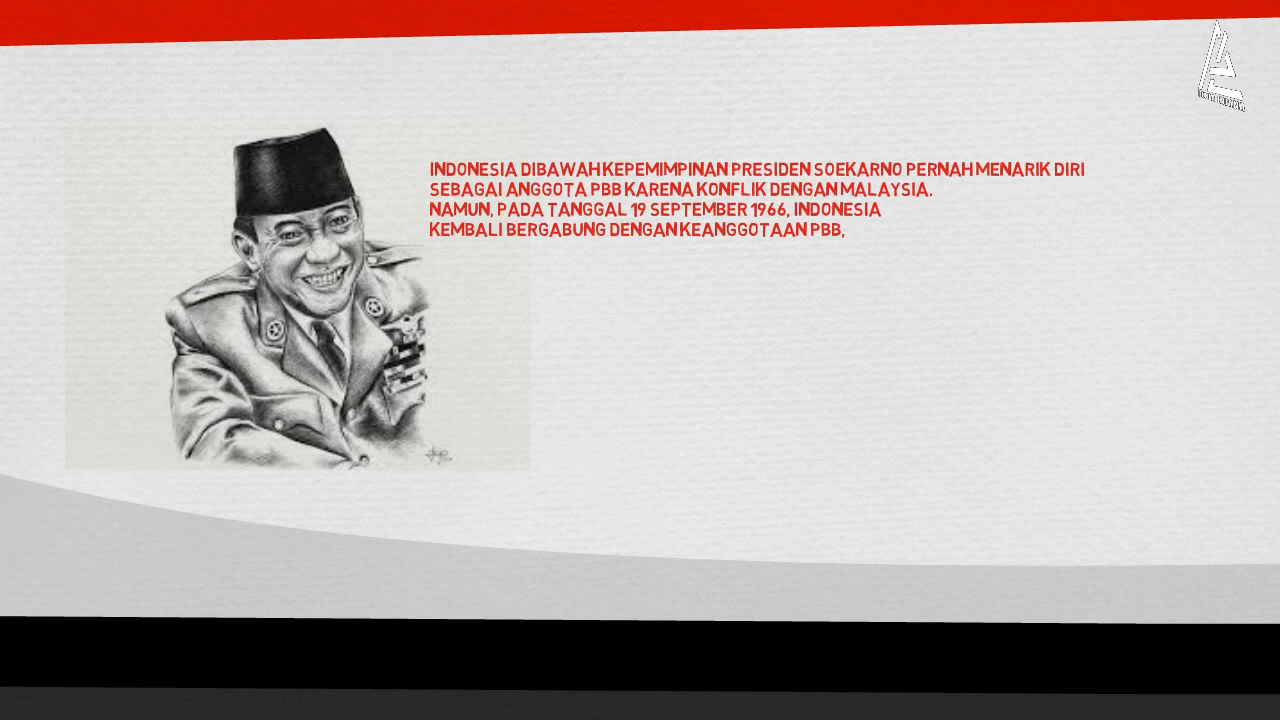 INDONESIA DIBAWAH KEPEMIMPINAN PRESIDEN SOEKARNO PERNAH MENARIK DIRI
SEBAGAI ANGGOTA PBB KARENA KONFLIK DENGAN MALAYSIA.
NAMUN, PADA TANGGAL 19 SEPTEMBER 1966, INDONESIA
KEMBALI BERGABUNG DENGAN KEANGGOTAAN PBB,